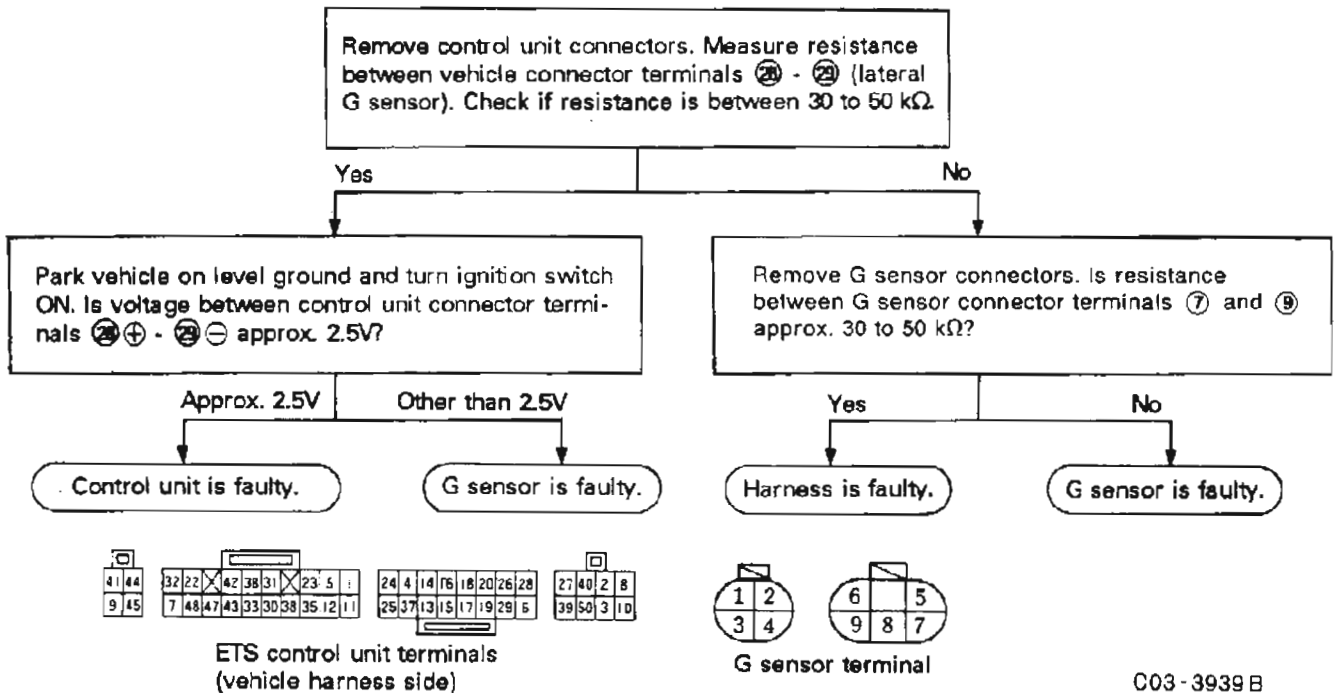 Remove control unit connectors. Measure resistance
between vehicle connector terminals ㉘ - ㉙ (lateral
G sensor). Check if resistance is between 30 to 50 kΩ.
Yes
No
Park vehicle on level ground and turn ignition switch
ON. Is voltage between control unit connector termi-
nals ㉘ ⊕ - ㉙ ⊖ approx. 2.5V?
Remove G sensor connectors. Is resistance
between G sensor connector terminals ⑦ and ⑨
approx. 30 to 50 kΩ?
Approx. 2.5V
Other than 2.5V
Yes
No
Control unit is faulty.
G sensor is faulty.
Harness is faulty.
G sensor is faulty.
41 44
9 45
32 22 42 38 31 23 5 1
7 48 47 43 33 30 38 35 12 11
24 4 14 16 18 20 26 28
25 37 13 15 17 19 29 6
27 40 2 8
39 50 3 10
1 2
3 4
6 5
9 8 7
ETS control unit terminals
(vehicle harness side)
G sensor terminal
C03-3939 B